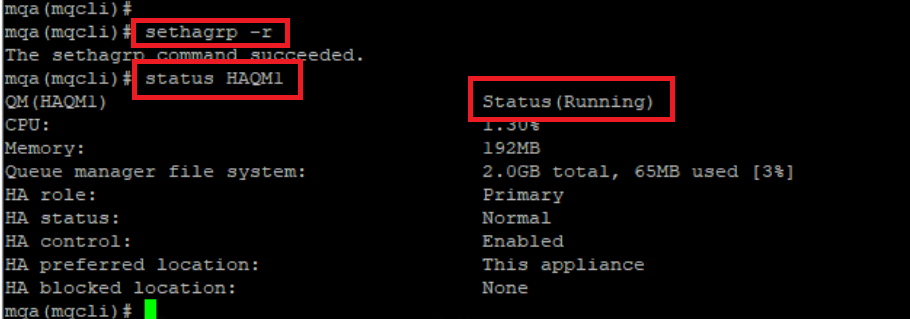 mqa(mqcli)#
mqa(mqcli)# sethagrp -r
The sethagrp command succeeded.
mqa(mqcli)# status HAQM1
QM(HAQM1) Status(Running)
CPU: 1.30%
Memory: 192MB
Queue manager file system: 2.0GB total, 65MB used [3%]
HA role: Primary
HA status: Normal
HA control: Enabled
HA preferred location: This appliance
HA blocked location: None
mqa(mqcli)#